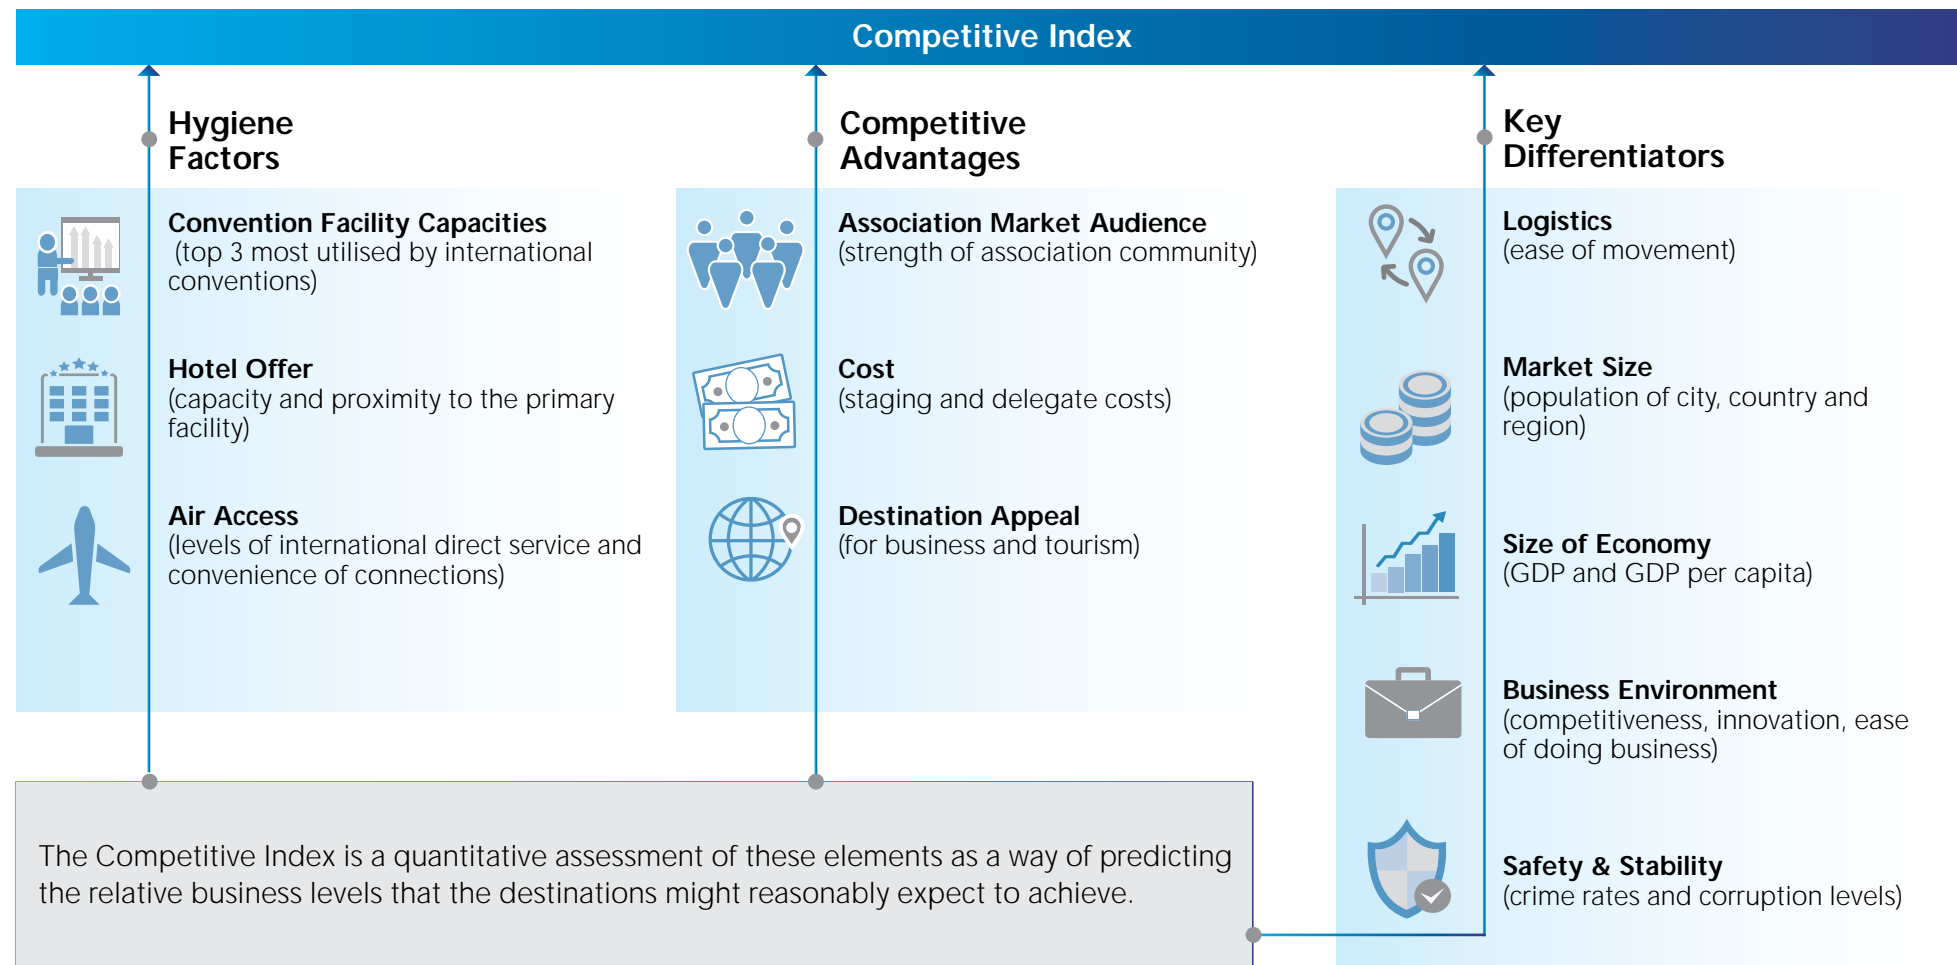 Competitive Index
Hygiene
Factors
Convention Facility Capacities
(top 3 most utilised by international
conventions)
Hotel Offer
(capacity and proximity to the primary
facility)
Air Access
(levels of international direct service and
convenience of connections)
Competitive
Advantages
Association Market Audience
(strength of association community)
Cost
(staging and delegate costs)
Destination Appeal
(for business and tourism)
Key
Differentiators
Logistics
(ease of movement)
Market Size
(population of city, country and
region)
Size of Economy
(GDP and GDP per capita)
Business Environment
(competitiveness, innovation, ease
of doing business)
Safety & Stability
(crime rates and corruption levels)
The Competitive Index is a quantitative assessment of these elements as a way of predicting
the relative business levels that the destinations might reasonably expect to achieve.